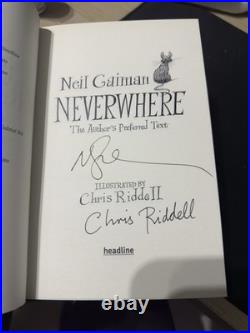 Neil Gaiman
NEVERWHERE
The Author's Preferred Text
ILLUSTRATED BY
Chris Riddell
Chris Riddell
headline